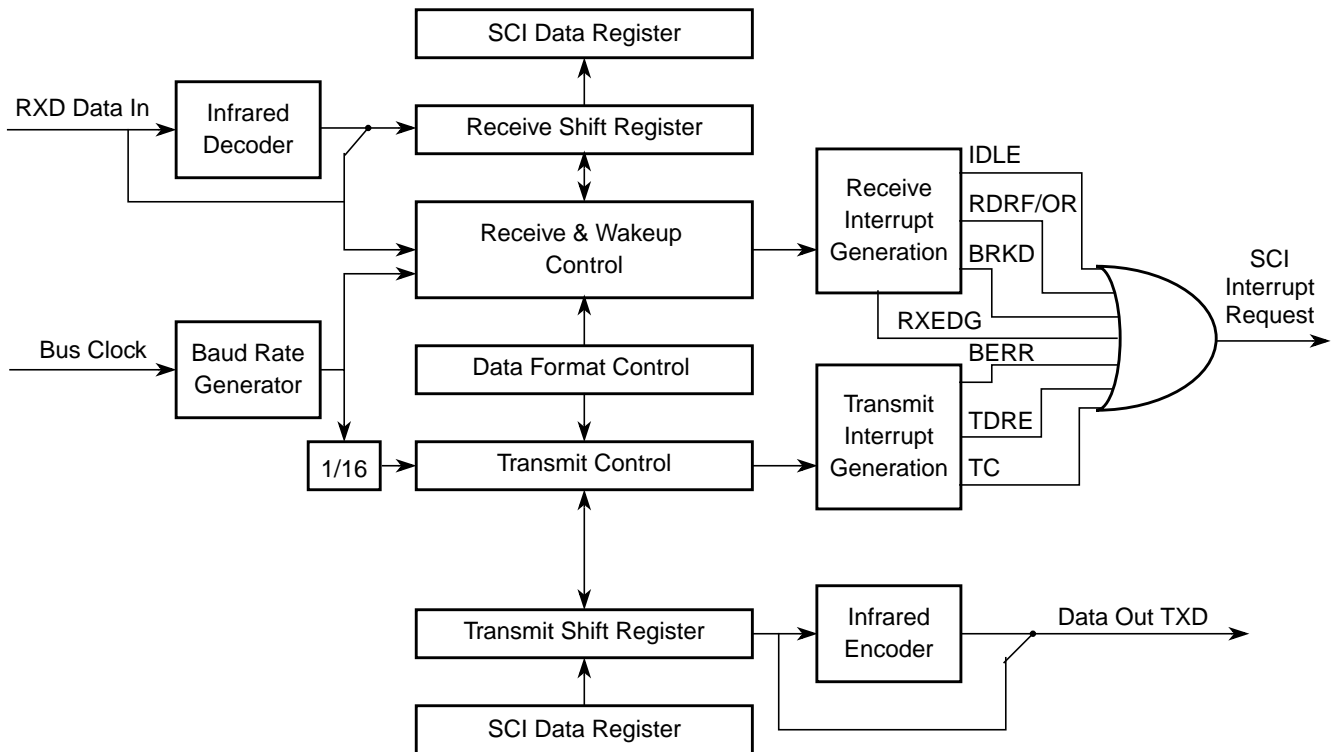 SCI Data Register
RXD Data In
Infrared
Decoder
Receive Shift Register
IDLE
Receive
Interrupt
Generation
RDRF/OR
BRKD
Receive & Wakeup
Control
SCI
Interrupt
Request
RXEDG
Bus Clock
Baud Rate
Generator
Data Format Control
BERR
Transmit
Interrupt
Generation
TDRE
TC
1/16
Transmit Control
Transmit Shift Register
Infrared
Encoder
Data Out TXD
SCI Data Register